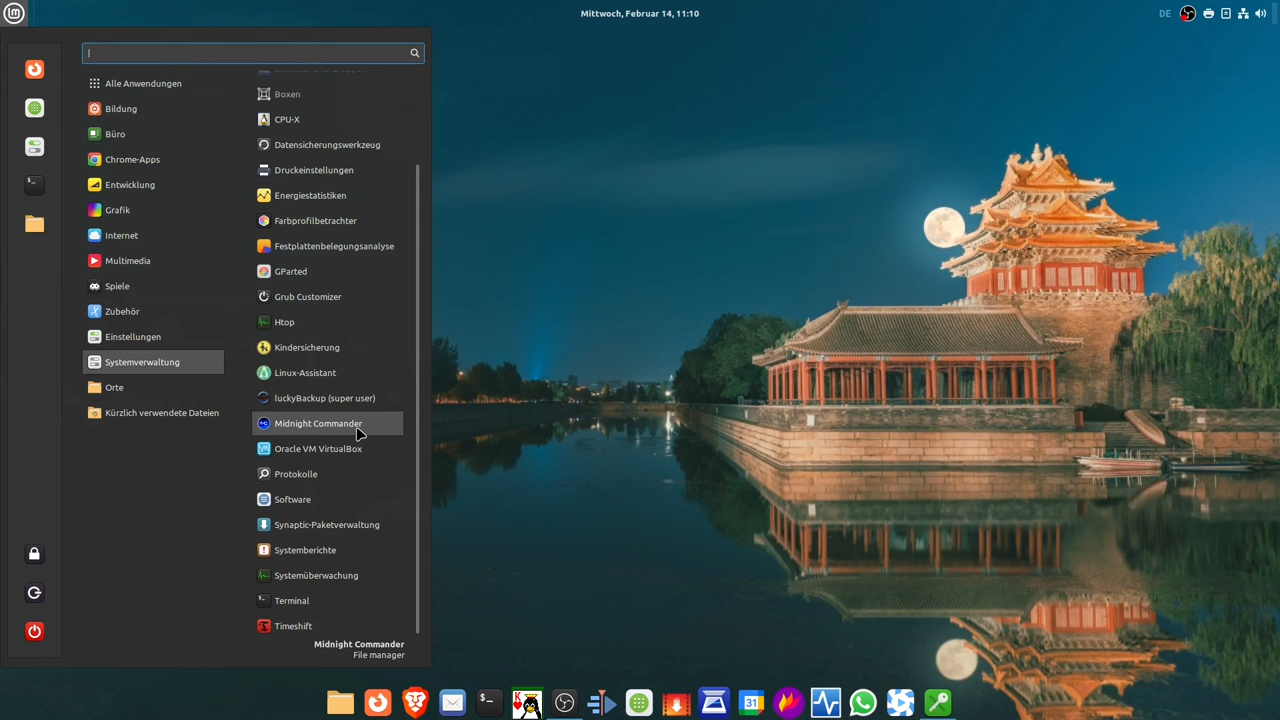 Mittwoch, Februar 14, 11:10
DE
Alle Anwendungen
Bildung
Büro
Chrome-Apps
Entwicklung
Grafik
Internet
Multimedia
Spiele
Zubehör
Einstellungen
Systemverwaltung
Orte
Kürzlich verwendete Dateien
Boxen
CPU-X
Datensicherungswerkzeug
Druckeinstellungen
Energiestatistiken
Farbprofilbetrachter
Festplattenbelegungsanalyse
GParted
Grub Customizer
Htop
Kindersicherung
Linux-Assistant
luckyBackup (super user)
Midnight Commander
Oracle VM VirtualBox
Protokolle
Software
Synaptic-Paketverwaltung
Systemberichte
Systemüberwachung
Terminal
Timeshift
Midnight Commander
File manager
31